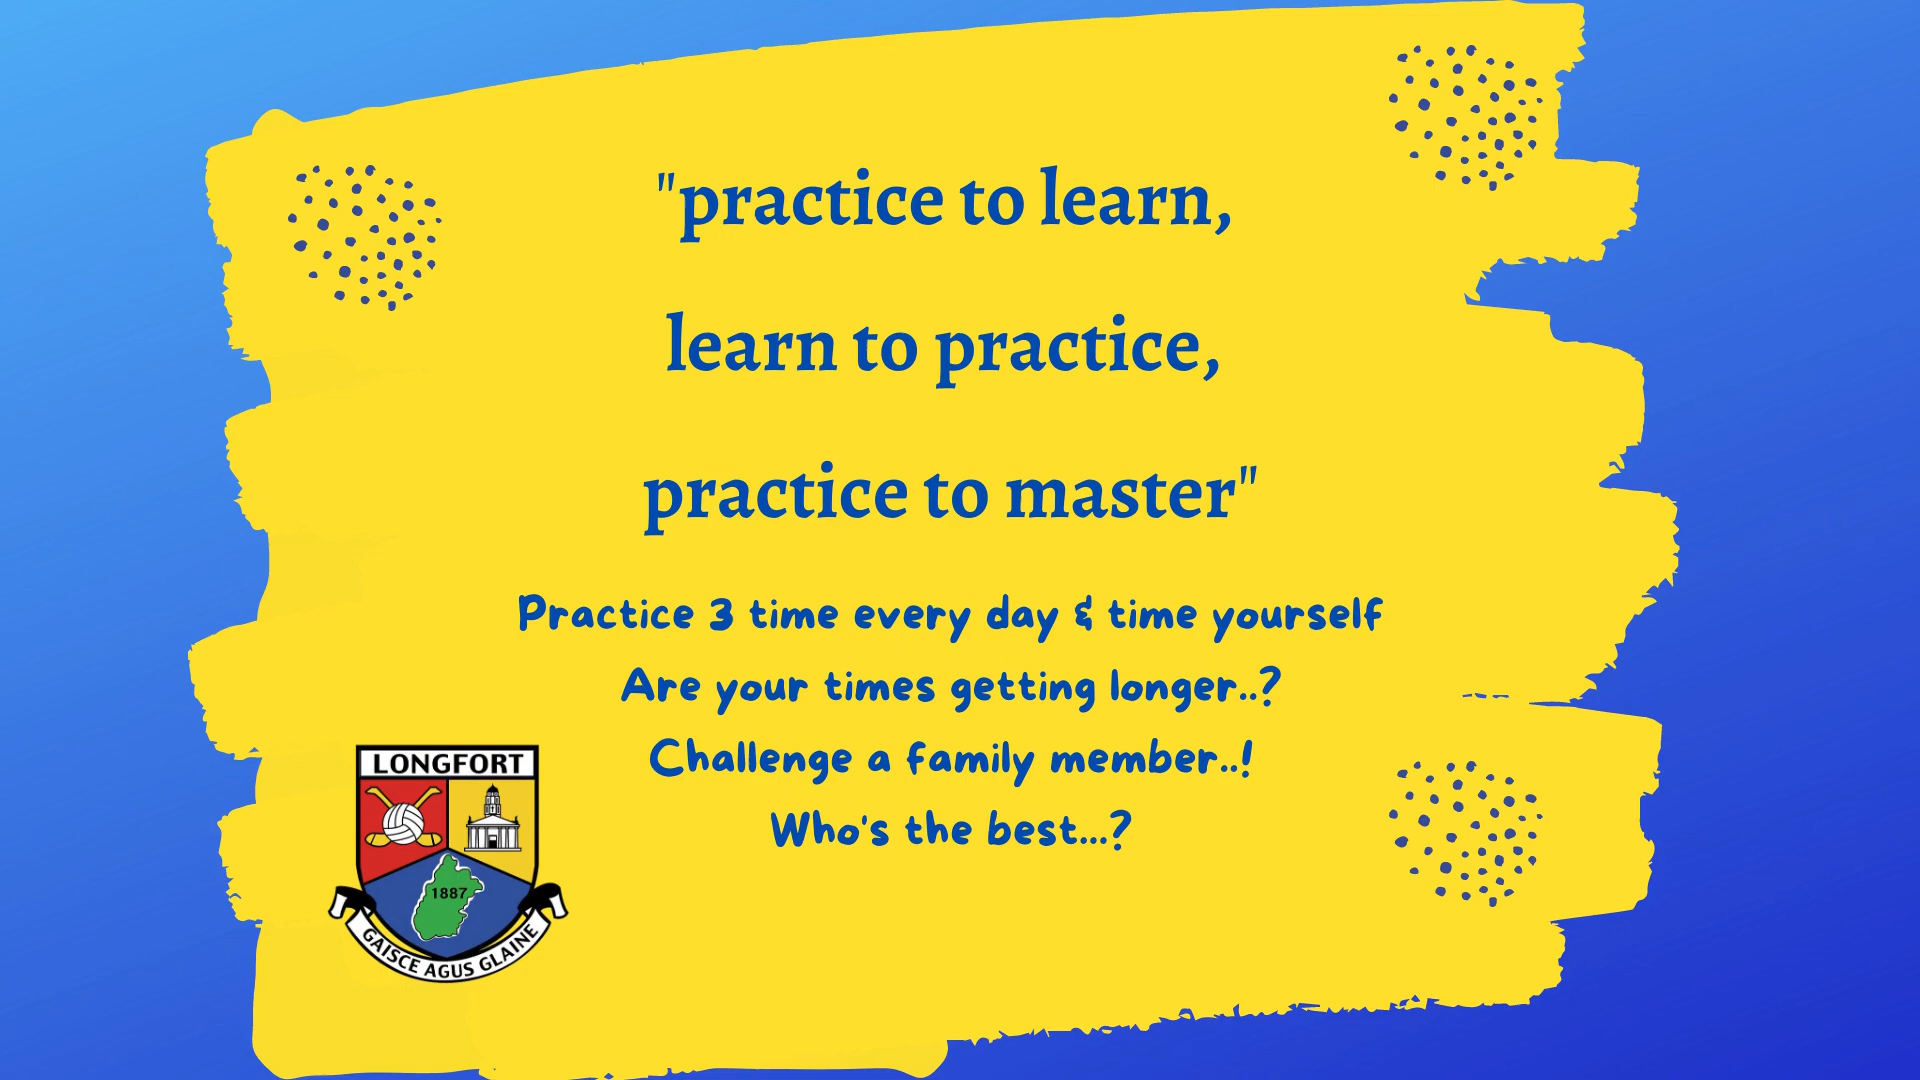 "practice to learn,
learn to practice,
practice to master"
Practice 3 time every day & time yourself
Are your times getting longer..?
Challenge a family member..!
Who's the best...?
LONGFORT
1887
GAISCE AGUS GLAINE